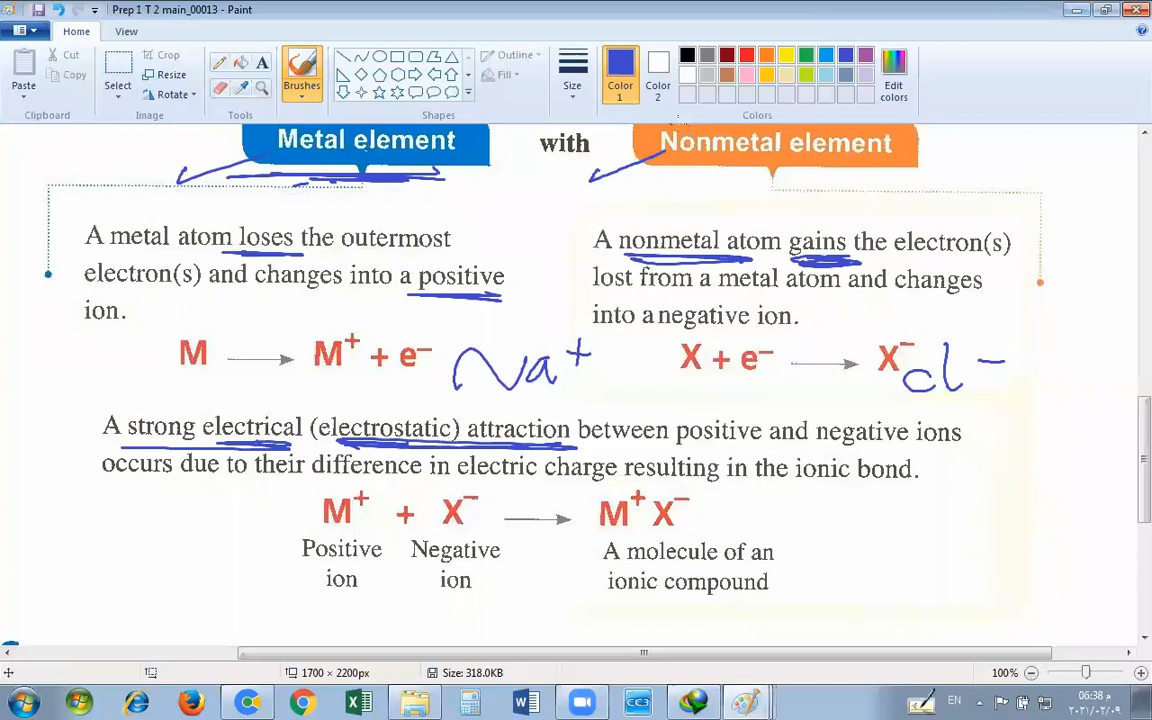 Prep 1 T 2 main_00013 - Paint
Home
View
Paste
Cut
Copy
Clipboard
Select
Crop
Resize
Rotate
Image
A
Tools
Brushes
Shapes
Outline
Fill
Size
Color 1
Color 2
Colors
Edit colors
Metal element
with
Nonmetal element
A metal atom loses the outermost
electron(s) and changes into a positive
ion.
M → M⁺ + e⁻
Na⁺
A nonmetal atom gains the electron(s)
lost from a metal atom and changes
into a negative ion.
X + e⁻ → X⁻
cl⁻
A strong electrical (electrostatic) attraction between positive and negative ions
occurs due to their difference in electric charge resulting in the ionic bond.
M⁺ + X⁻ → M⁺X⁻
Positive
ion
Negative
ion
A molecule of an
ionic compound
1700 × 2200px
Size: 318.0KB
100%
CC3
EN
06:38 م
٢٠٢١/٠٢/٠٩